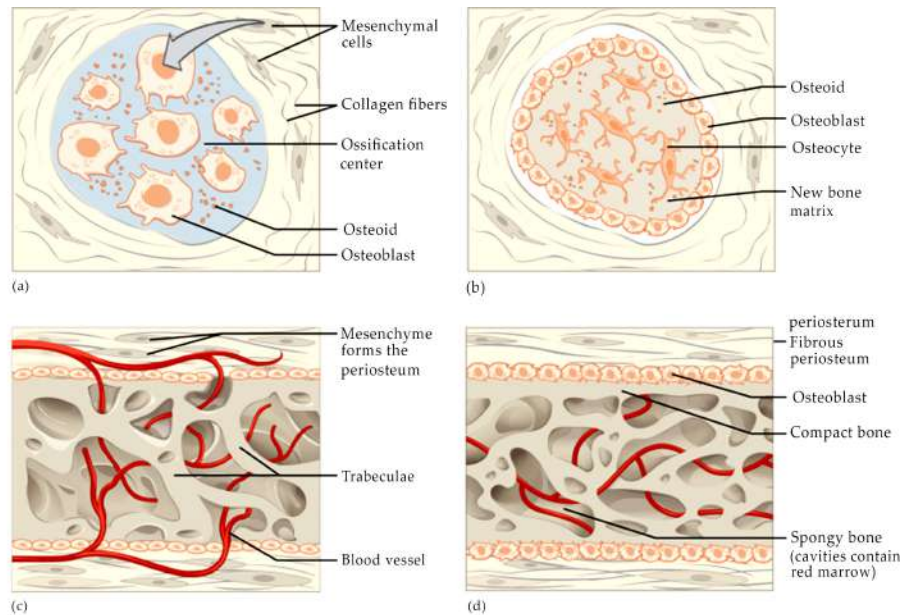 Mesenchymal
cells
Collagen fibers
Ossification
center
Osteoid
Osteoblast
(a)
Osteoid
Osteoblast
Osteocyte
New bone
matrix
(b)
Mesenchyme
forms the
periosteum
Trabeculae
Blood vessel
(c)
periosterum
Fibrous
periosteum
Osteoblast
Compact bone
Spongy bone
(cavities contain
red marrow)
(d)